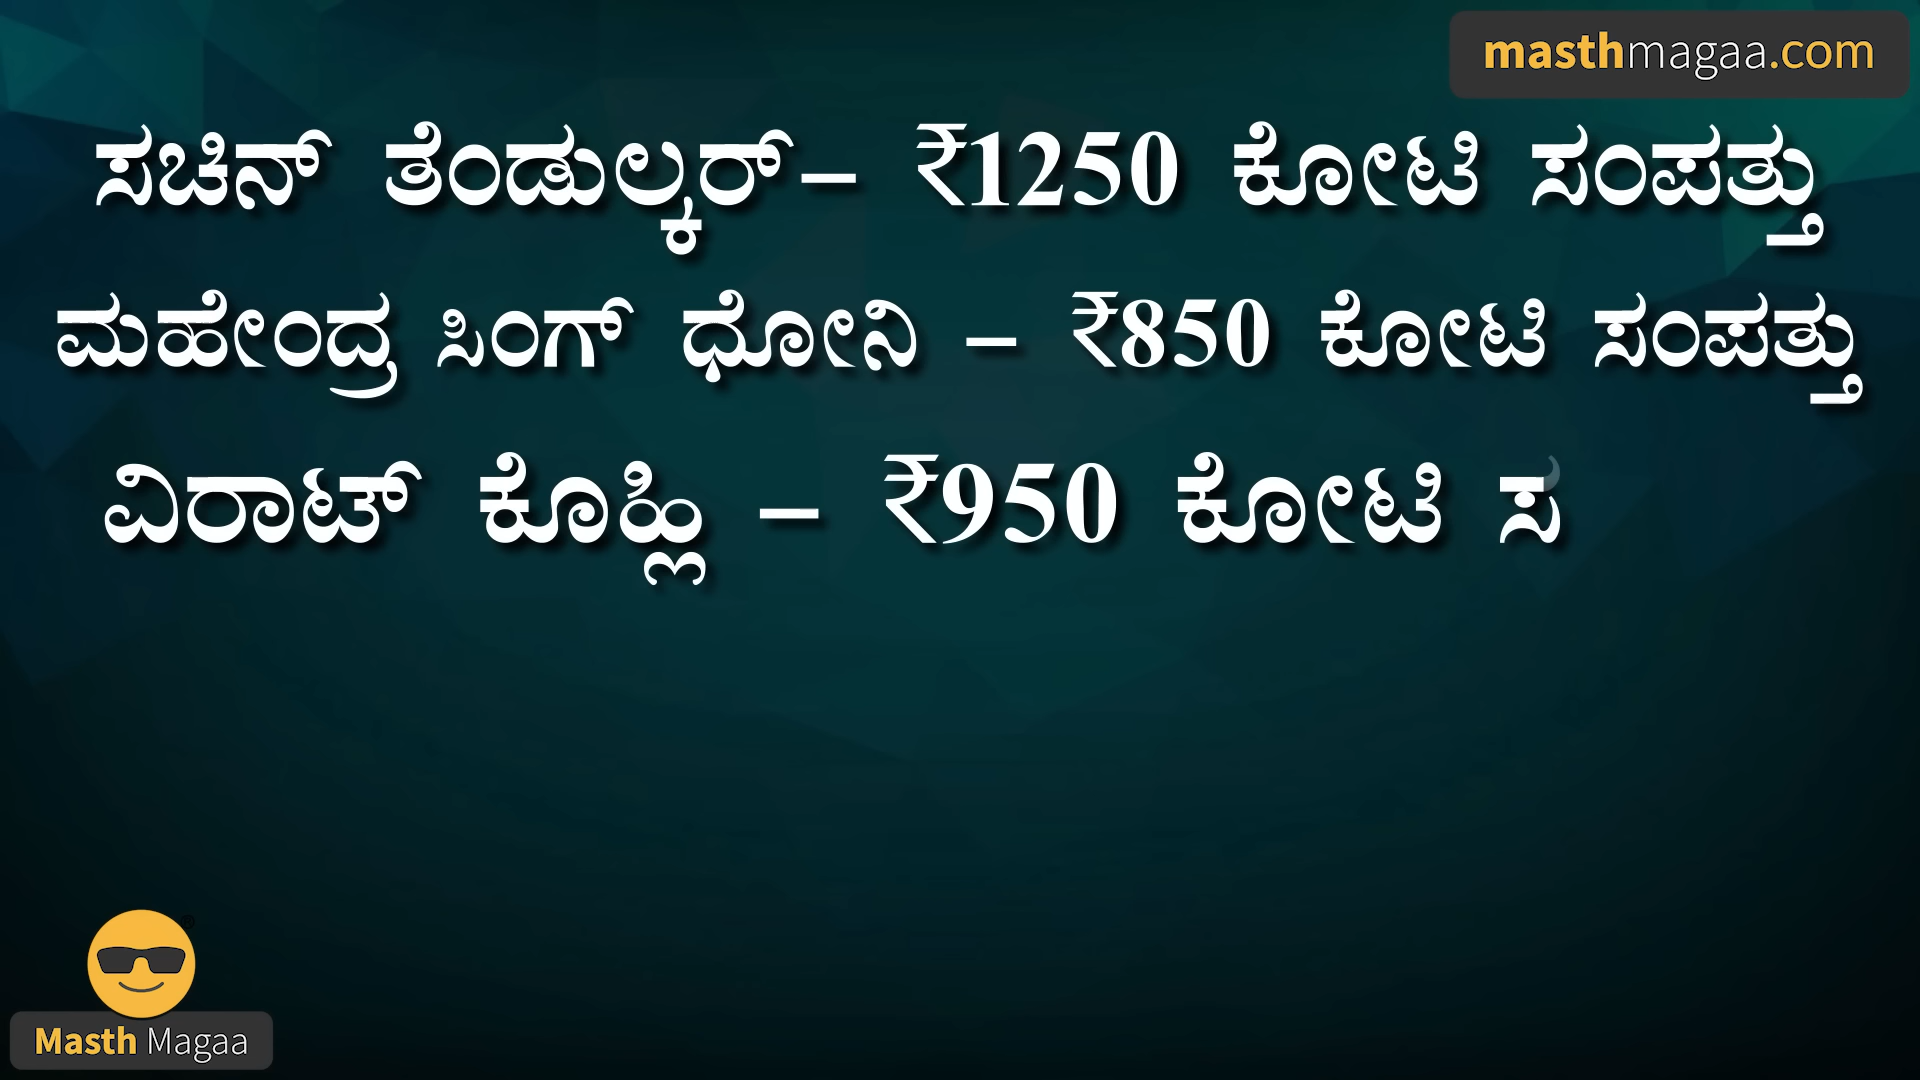 masthmagaa.com
ಸಚಿನ್ ತೆಂಡುಲ್ಕರ್– ₹1250 ಕೋಟಿ ಸಂಪತ್ತು
ಮಹೇಂದ್ರ ಸಿಂಗ್ ಧೋನಿ – ₹850 ಕೋಟಿ ಸಂಪತ್ತು
ವಿರಾಟ್ ಕೊಹ್ಲಿ – ₹950 ಕೋಟಿ ಸ
Masth Magaa